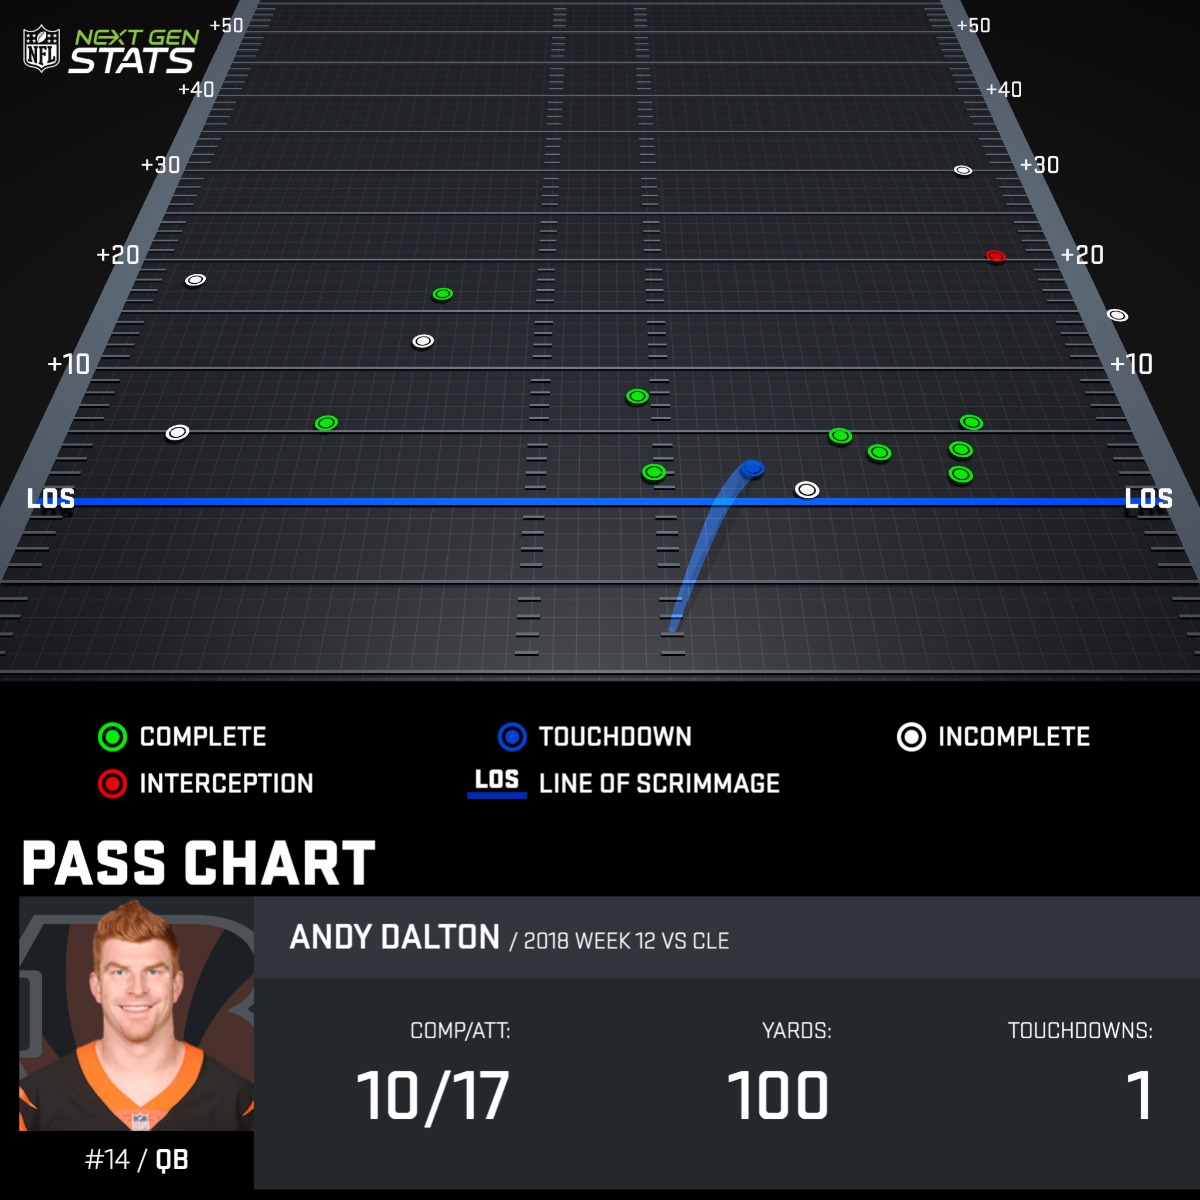 +50 +50
NFL NEXT GEN
STATS
+40 +40
+30 +30
+20 +20
+10 +10
LOS LOS
COMPLETE TOUCHDOWN INCOMPLETE
INTERCEPTION LOS LINE OF SCRIMMAGE
PASS CHART
ANDY DALTON / 2018 WEEK 12 VS CLE
COMP/ATT: YARDS: TOUCHDOWNS:
10/17 100 1
#14 / QB